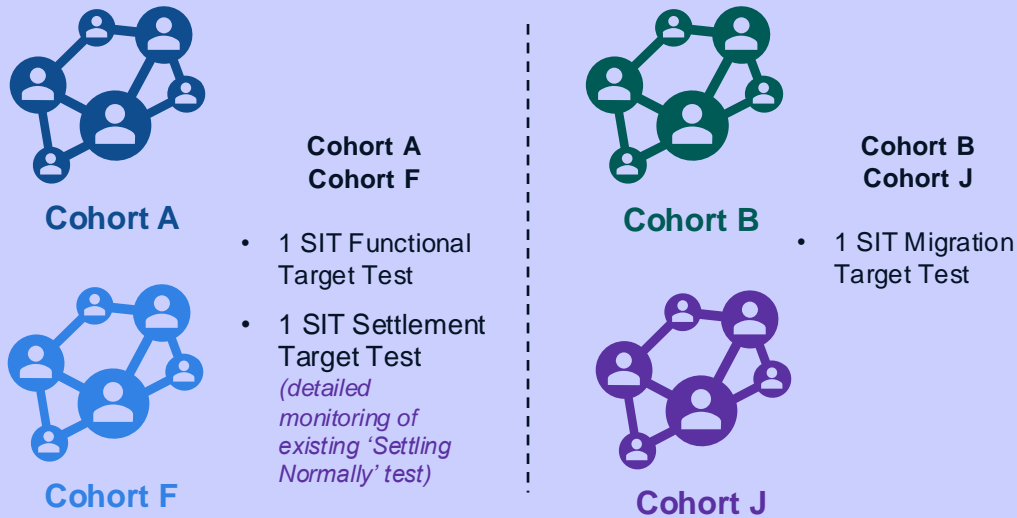 Cohort A
Cohort F
Cohort A
• 1 SIT Functional
Target Test
• 1 SIT Settlement
Target Test
(detailed
monitoring of
existing ‘Settling
Normally’ test)
Cohort F
Cohort B
Cohort J
Cohort B
• 1 SIT Migration
Target Test
Cohort J